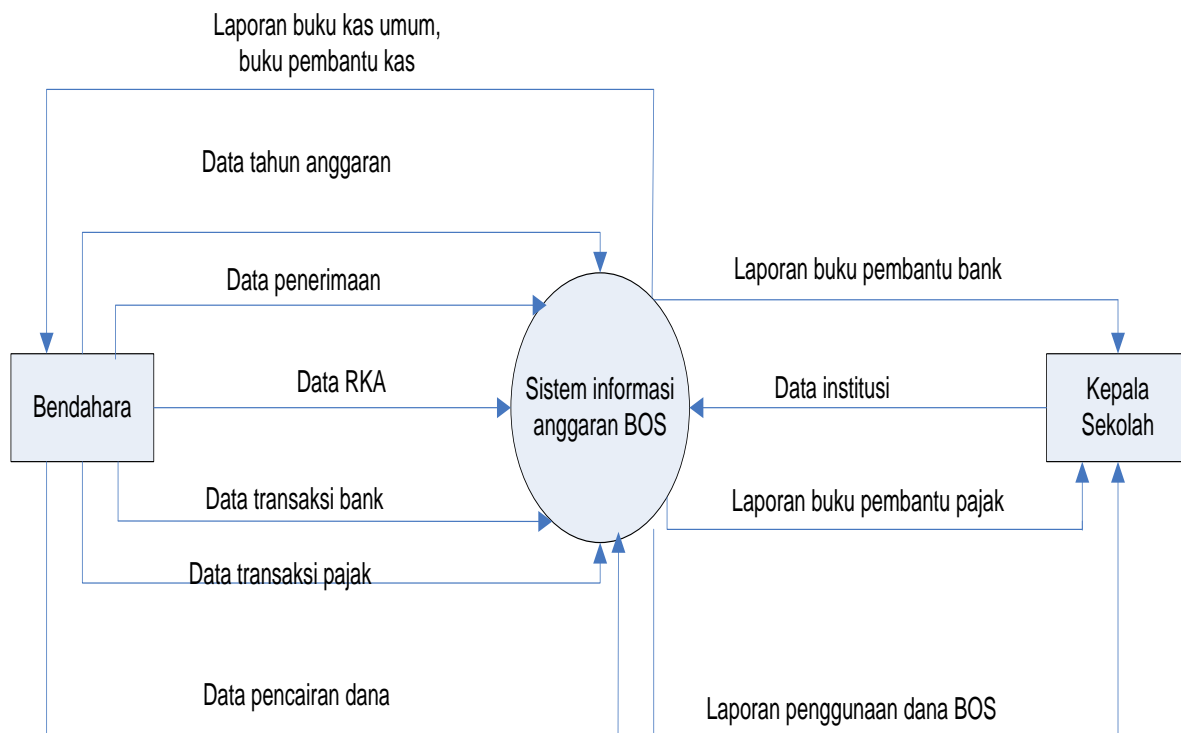 Laporan buku kas umum,
buku pembantu kas
Data tahun anggaran
Data penerimaan
Laporan buku pembantu bank
Bendahara
Data RKA
Sistem informasi
anggaran BOS
Data institusi
Kepala
Sekolah
Data transaksi bank
Laporan buku pembantu pajak
Data transaksi pajak
Data pencairan dana
Laporan penggunaan dana BOS